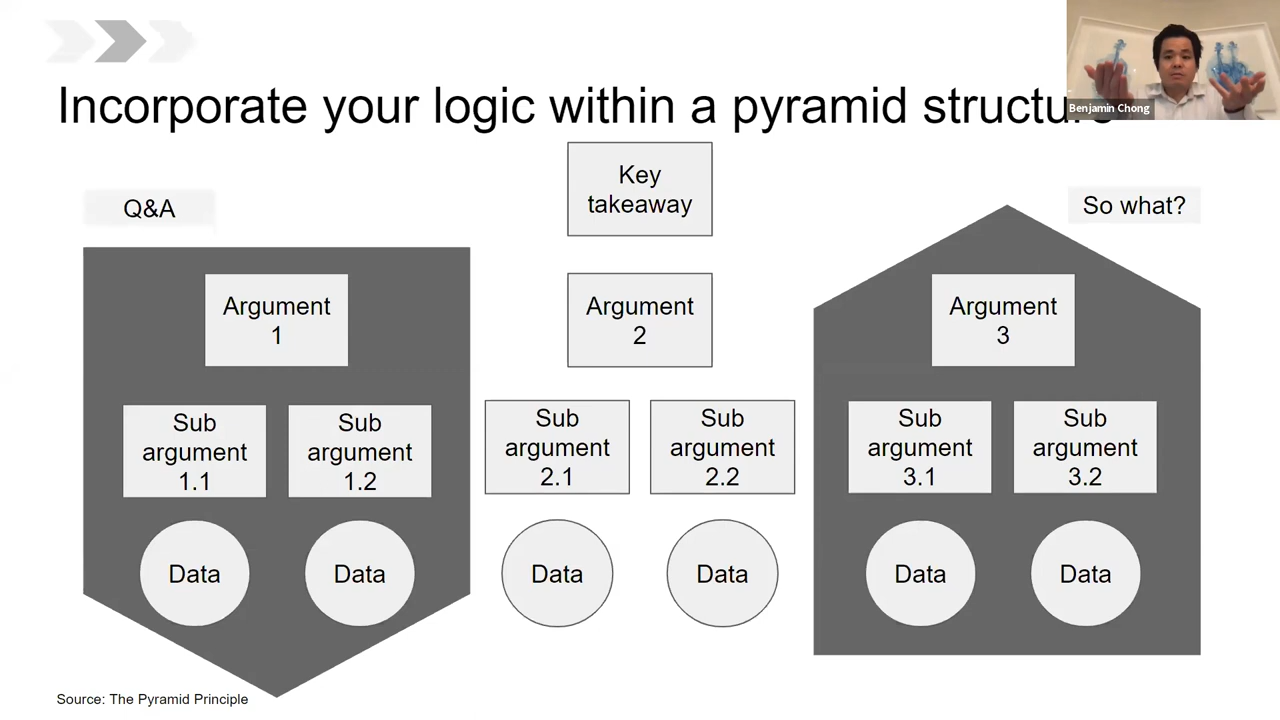 Incorporate your logic within a pyramid structure
Benjamin Chong
Key
takeaway
Q&A
So what?
Argument
1
Argument
2
Argument
3
Sub
argument
1.1
Sub
argument
1.2
Sub
argument
2.1
Sub
argument
2.2
Sub
argument
3.1
Sub
argument
3.2
Data
Data
Data
Data
Data
Data
Source: The Pyramid Principle